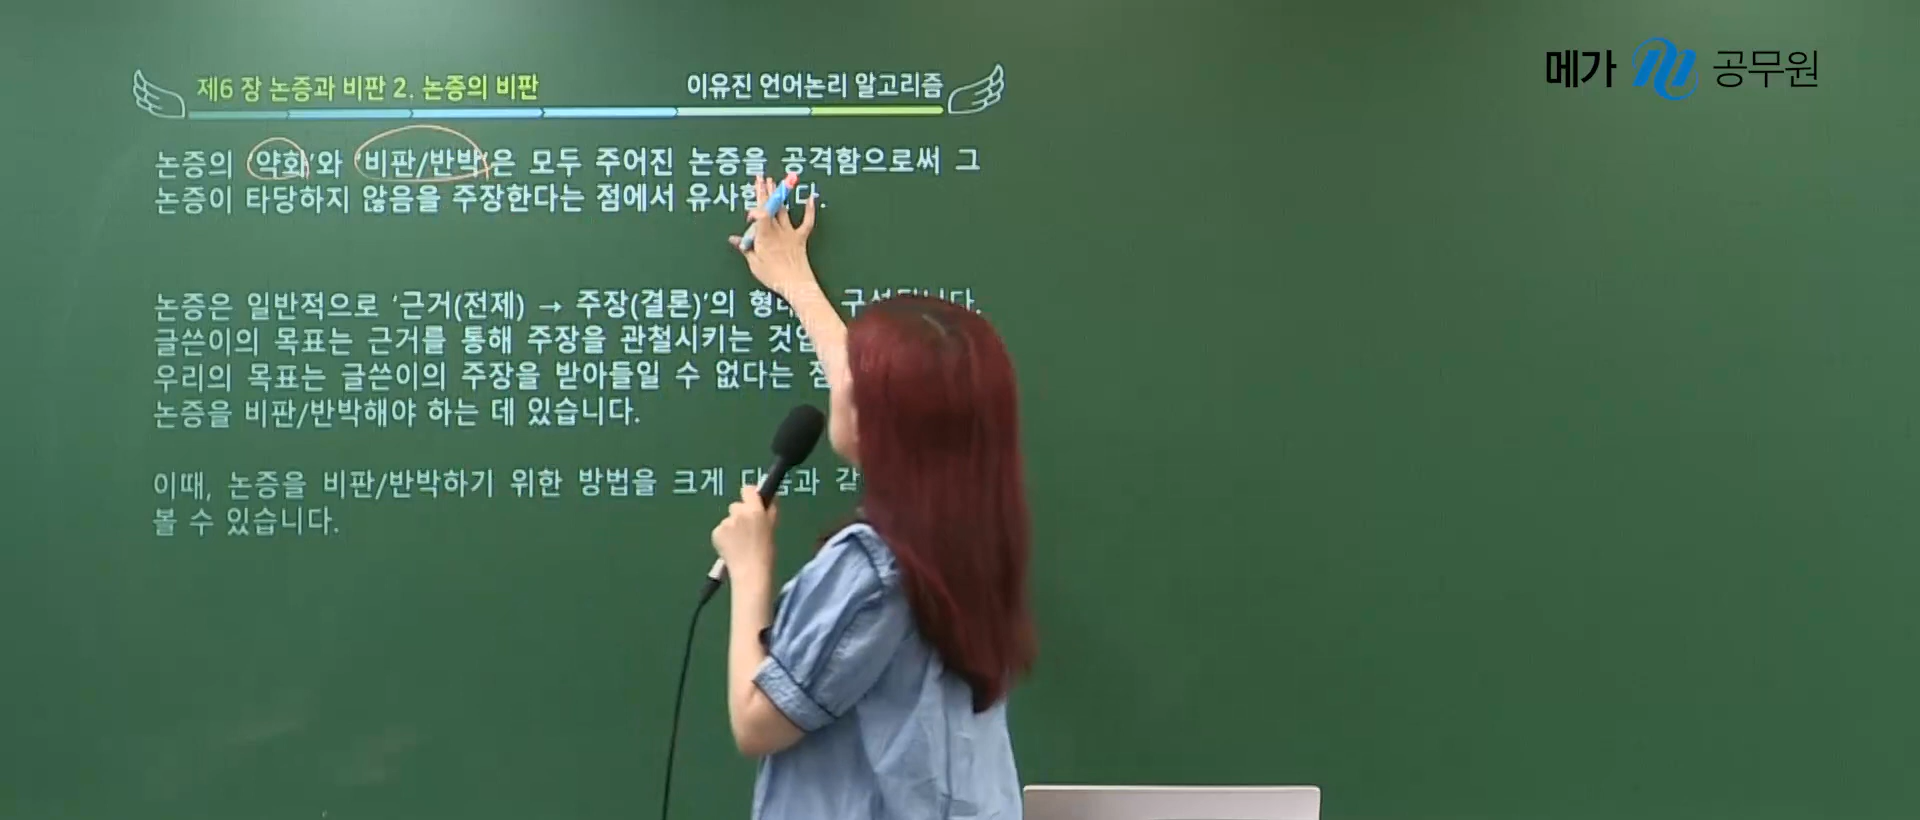 메가 공무원
제6 장 논증과 비판 2. 논증의 비판 이유진 언어논리 알고리즘
논증의 '약화'와 '비판/반박'은 모두 주어진 논증을 공격함으로써 그
논증이 타당하지 않음을 주장한다는 점에서 다.
논증은 일반적으로 '근거(전제) → 주장(결론)'의
글쓴이의 목표는 근거를 통해 주장을 관철시키는
우리의 목표는 글쓴이의 주장을 받아들일 수 없다는
논증을 비판/반박해야 하는 데 있습니다.
이때, 논증을 비판/반박하기 위한 방법을 크게
볼 수 있습니다.